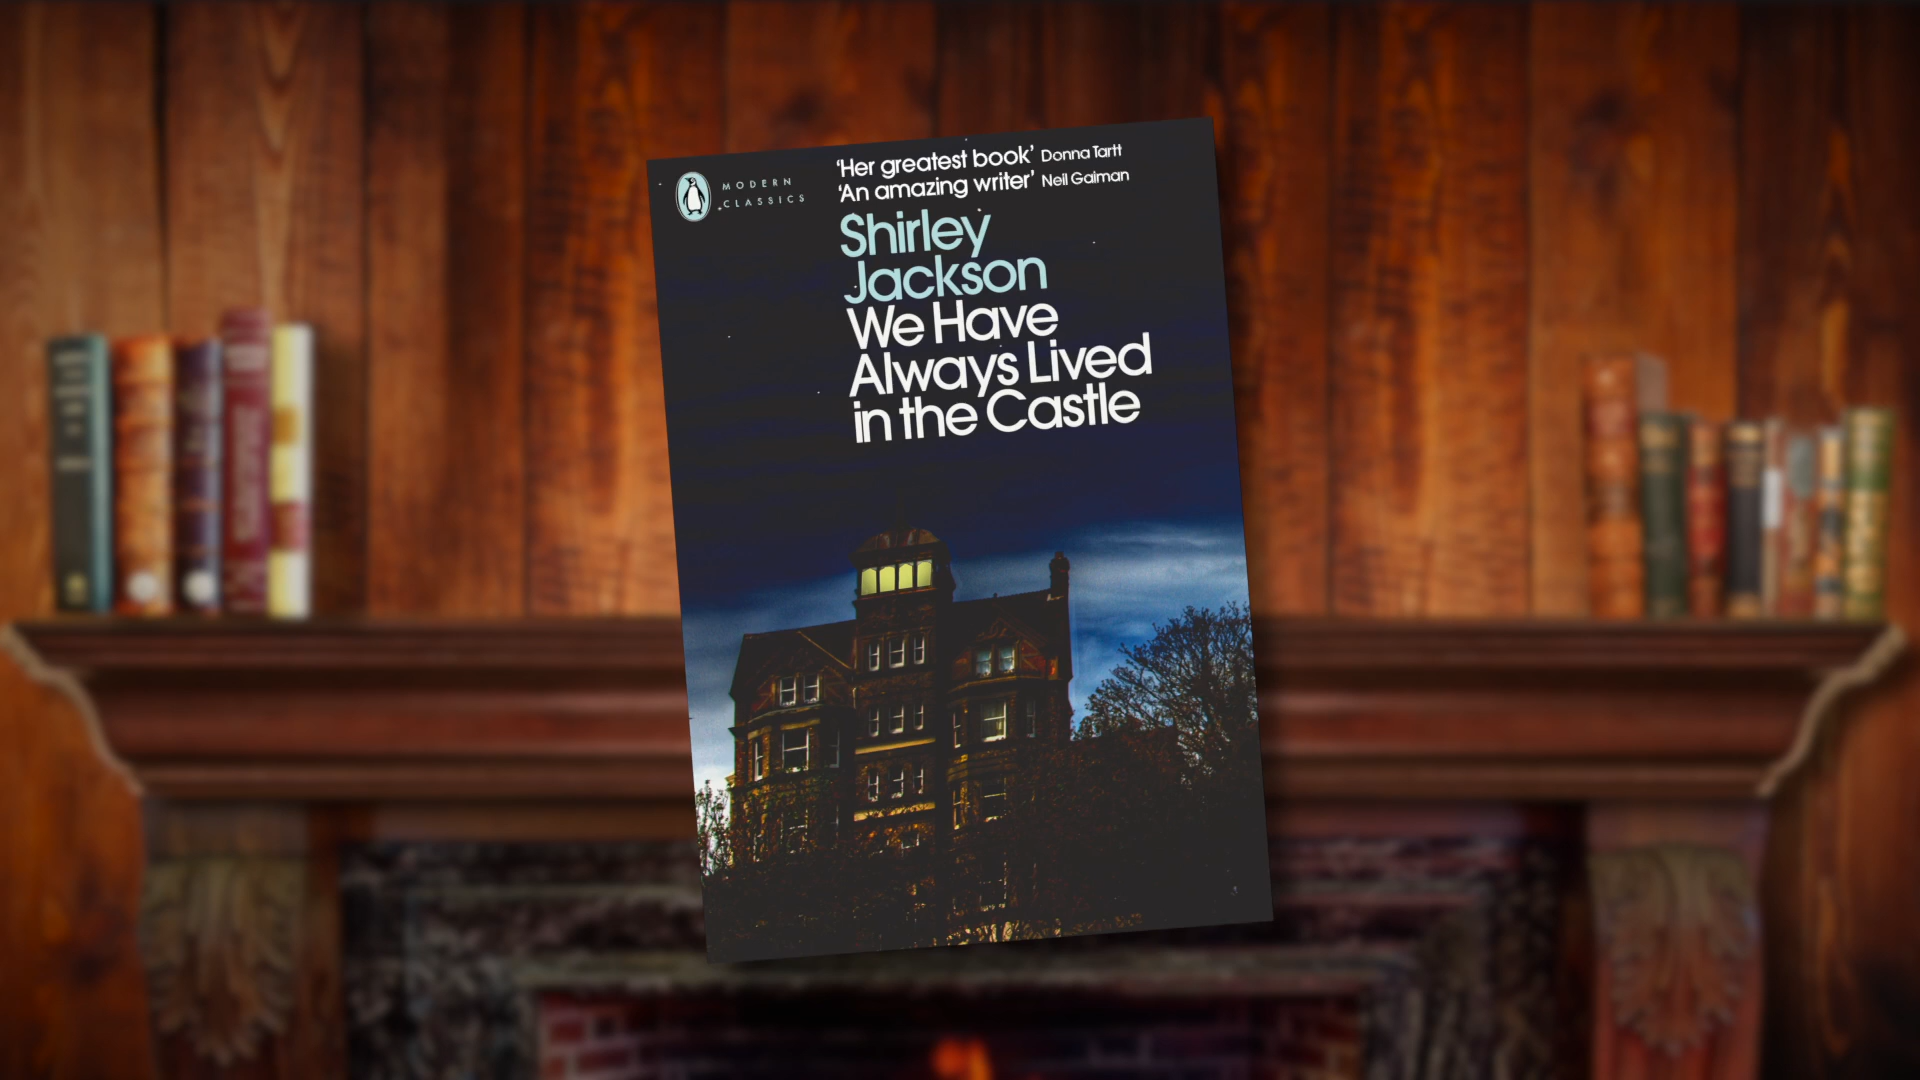 MODERN
CLASSICS
‘Her greatest book’ Donna Tartt
‘An amazing writer’ Neil Gaiman
Shirley
Jackson
We Have
Always Lived
in the Castle